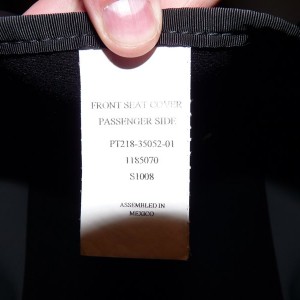 FRONT SEAT COVER
PASSENGER SIDE
PT218-35052-01
1185070
S1008
ASSEMBLED IN
MEXICO